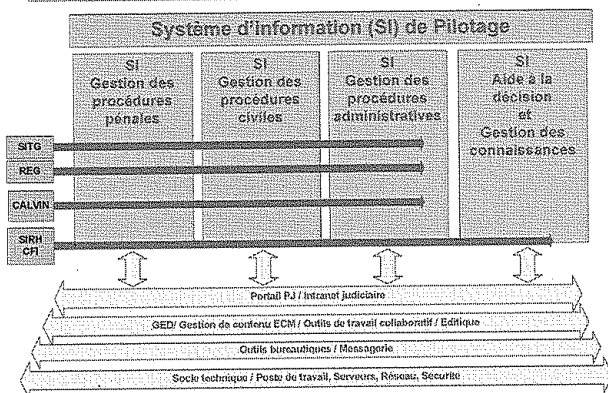 Système d'Information (SI) de Pilotage
SI
Gestion des
procédures
pénales
SI
Gestion des
procédures
civiles
SI
Gestion des
procédures
administratives
SI
Aide à la
décision
et
Gestion des
connaissances
SITG
REG
CALVIN
SIRH
CFI
Portail PJ / Intranet judiciaire
GED/ Gestion de contenu ECM / Outils de travail collaboratif / Editique
Outils bureautiques / Messagerie
Socle technique / Poste de travail, Serveurs, Réseau, Sécurité